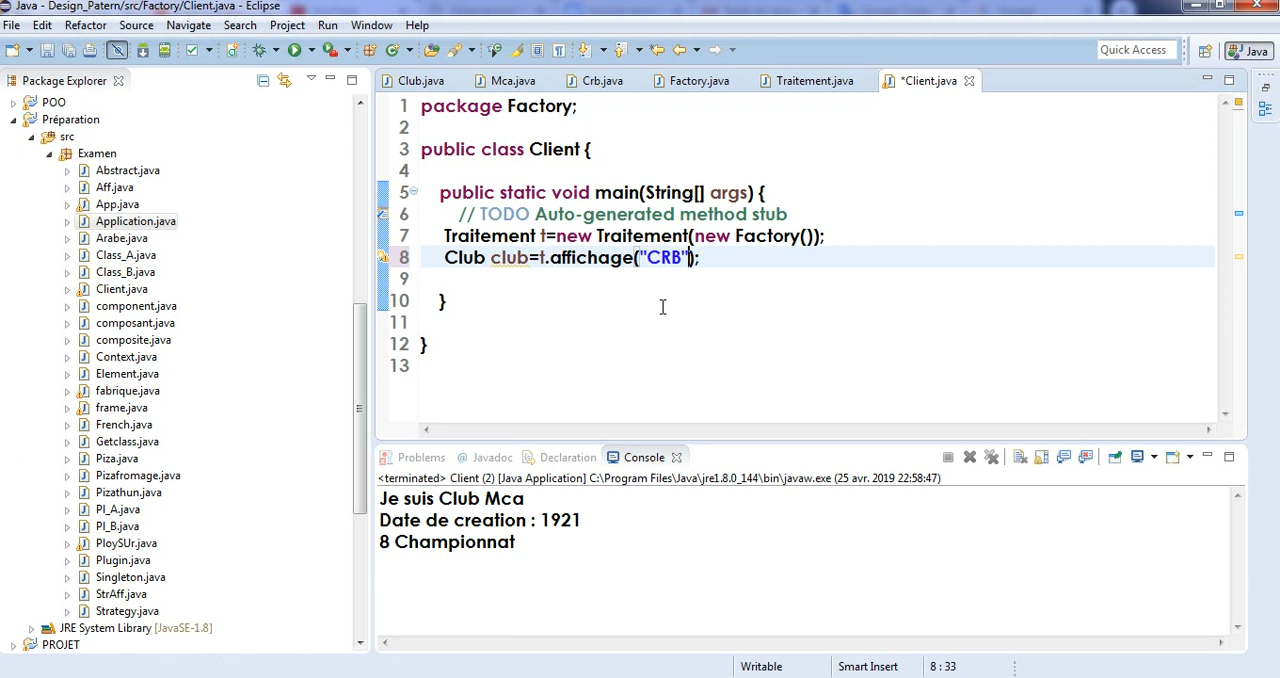 Java - Design_Patern/src/Factory/Client.java - Eclipse
File Edit Refactor Source Navigate Search Project Run Window Help
Quick Access
Java
Package Explorer
Club.java
Mca.java
Crb.java
Factory.java
Traitement.java
*Client.java
POO
Préparation
src
Examen
Abstract.java
Aff.java
App.java
Application.java
Arabe.java
Class_A.java
Class_B.java
Client.java
component.java
composant.java
composite.java
Context.java
Element.java
fabrique.java
frame.java
French.java
Getclass.java
Piza.java
Pizafromage.java
Pizathun.java
Pl_A.java
Pl_B.java
PloySUr.java
Plugin.java
Singleton.java
StrAff.java
Strategy.java
JRE System Library [JavaSE-1.8]
PROJET
1 package Factory;
2
3 public class Client {
4
5 public static void main(String[] args) {
6 // TODO Auto-generated method stub
7 Traitement t=new Traitement(new Factory());
8 Club club=t.affichage("CRB");
9
10 }
11
12 }
13
Problems @ Javadoc Declaration Console
<terminated> Client (2) [Java Application] C:\Program Files\Java\jre1.8.0_144\bin\javaw.exe (25 avr. 2019 22:58:47)
Je suis Club Mca
Date de creation : 1921
8 Championnat
Writable Smart Insert 8 : 33